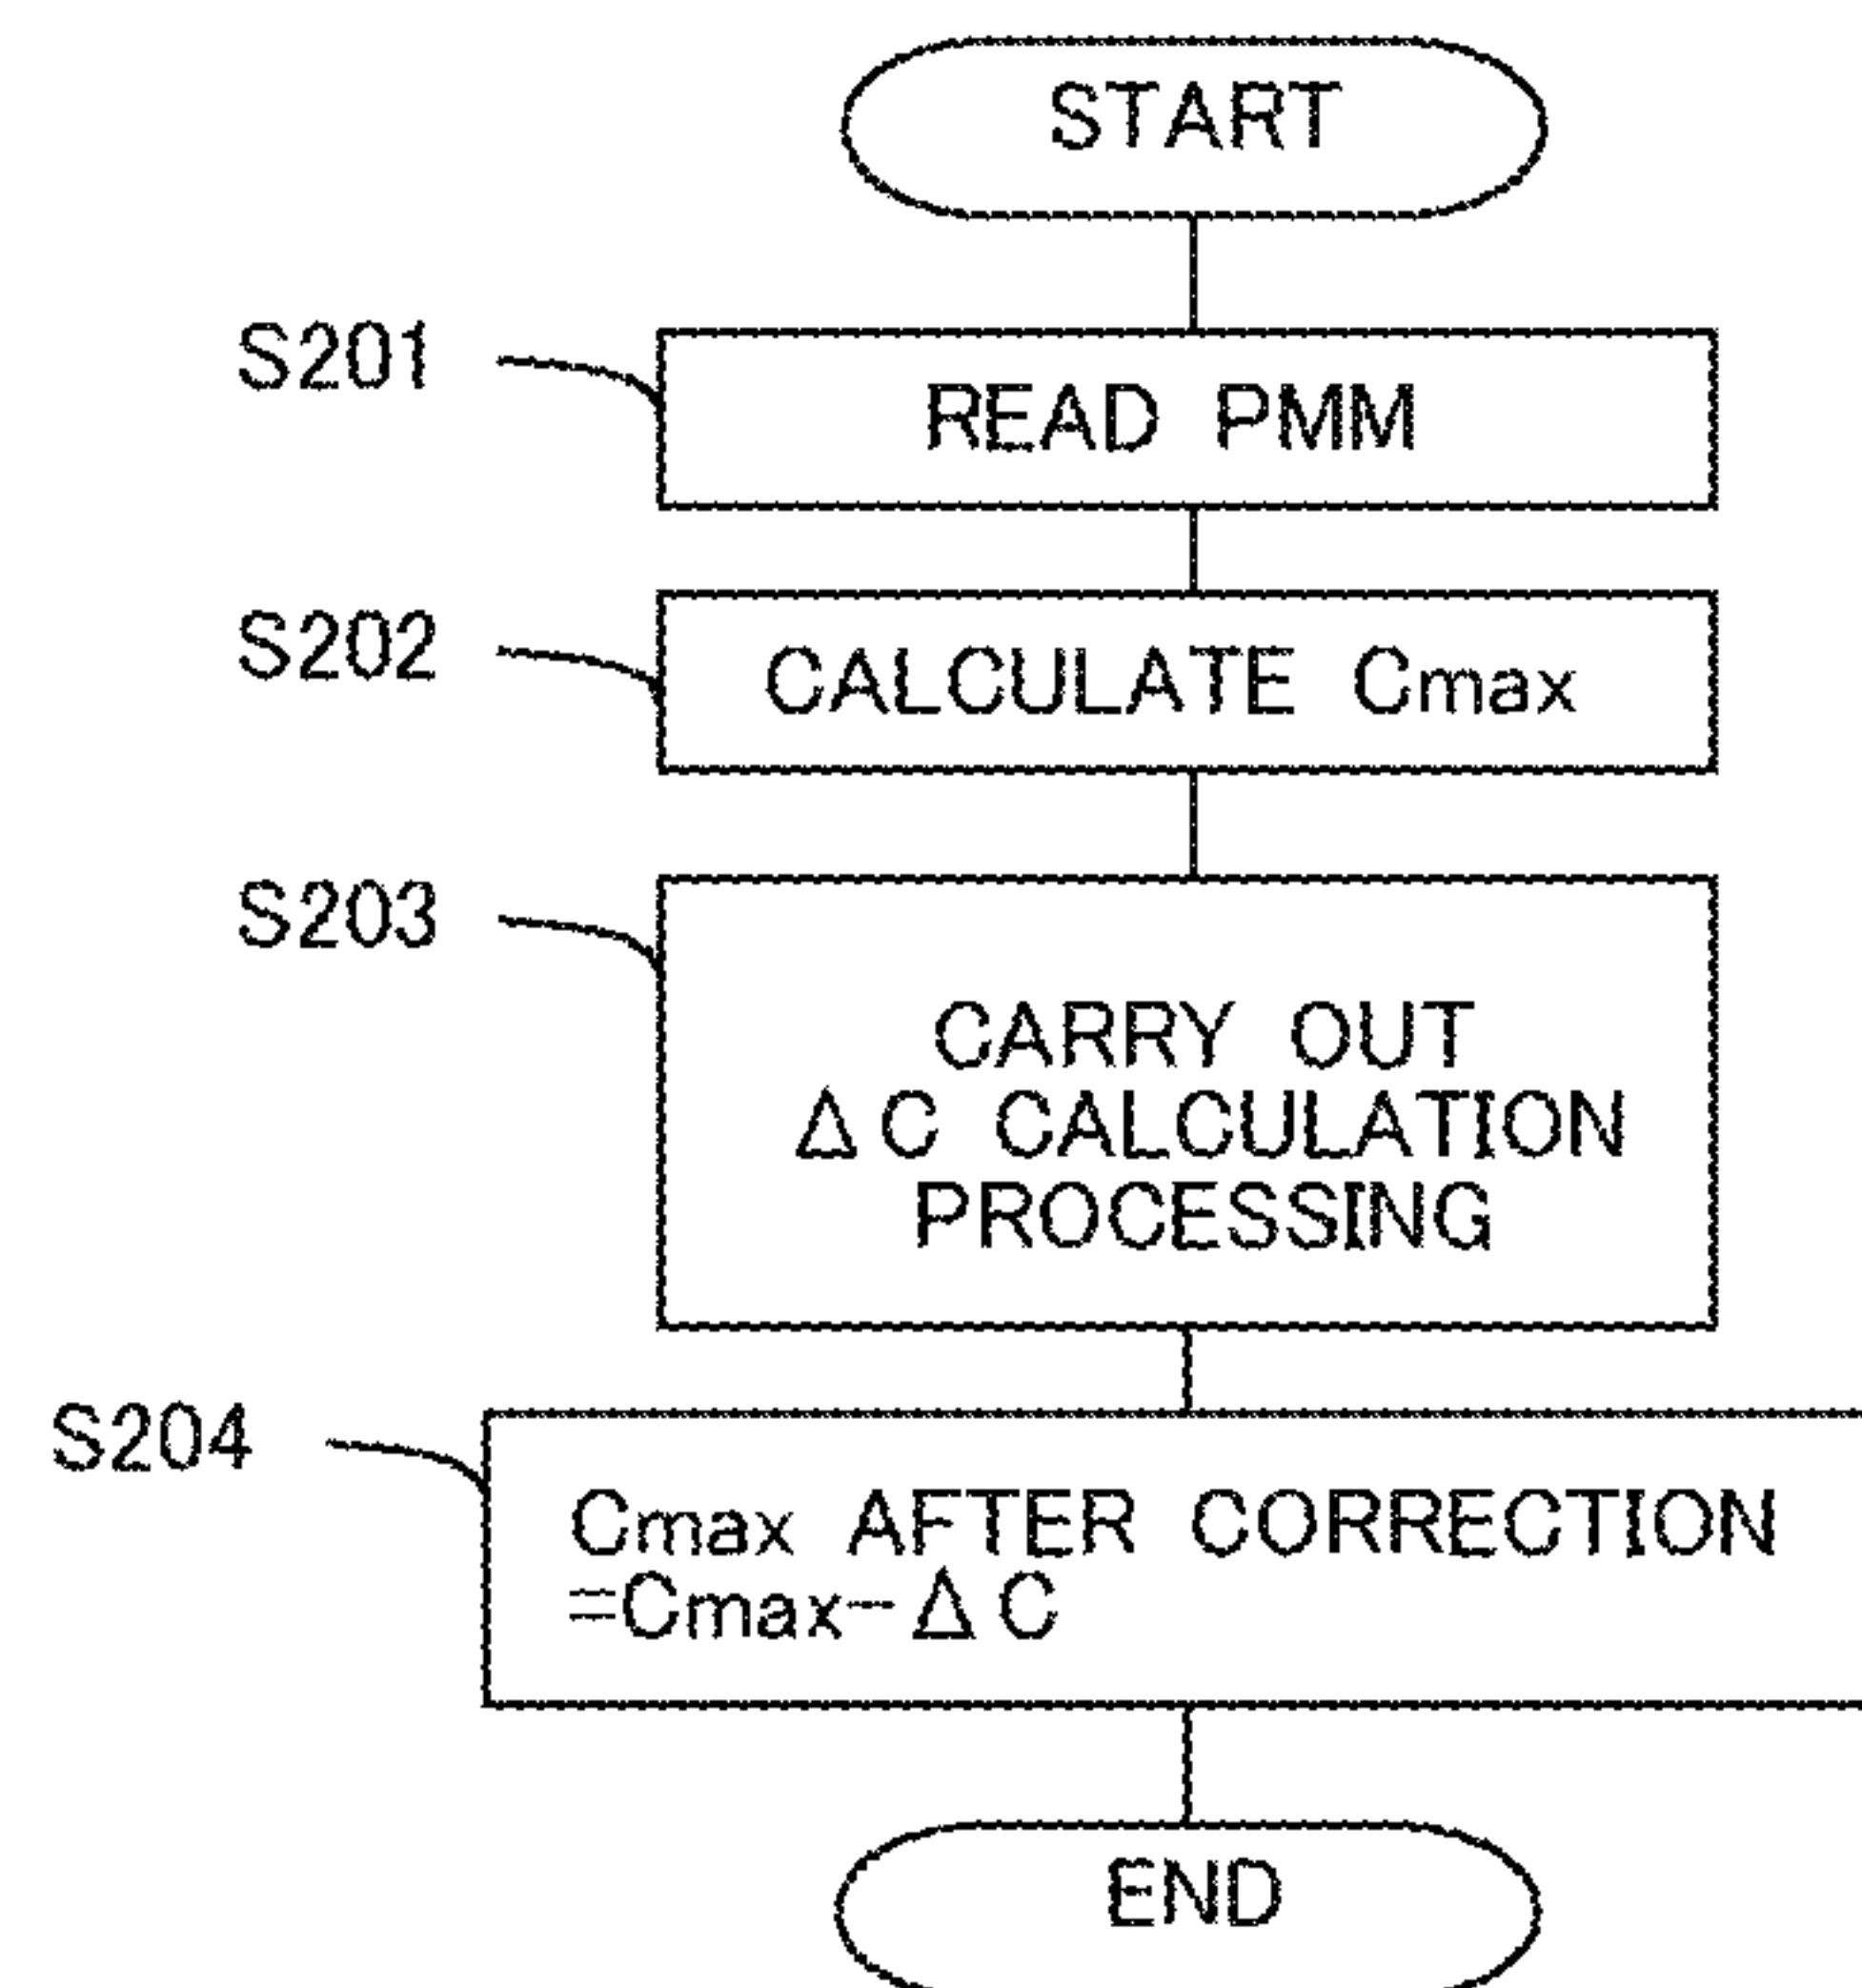 START
S201
READ PMM
S202
CALCULATE Cmax
S203
CARRY OUT
ΔC CALCULATION
PROCESSING
S204
Cmax AFTER CORRECTION
=Cmax-ΔC
END